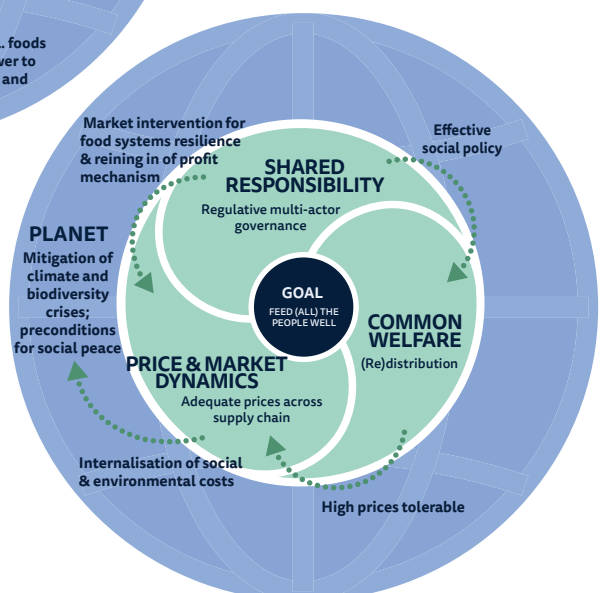 . foods
er to
and
Market intervention for
food systems resilience
& reining in of profit
mechanism
Effective
social policy
SHARED
RESPONSIBILITY
Regulative multi-actor
governance
PLANET
Mitigation of
climate and
biodiversity
crises;
preconditions
for social peace
GOAL
FEED (ALL) THE
PEOPLE WELL
COMMON
WELFARE
(Re)distribution
PRICE & MARKET
DYNAMICS
Adequate prices across
supply chain
Internalisation of social
& environmental costs
High prices tolerable